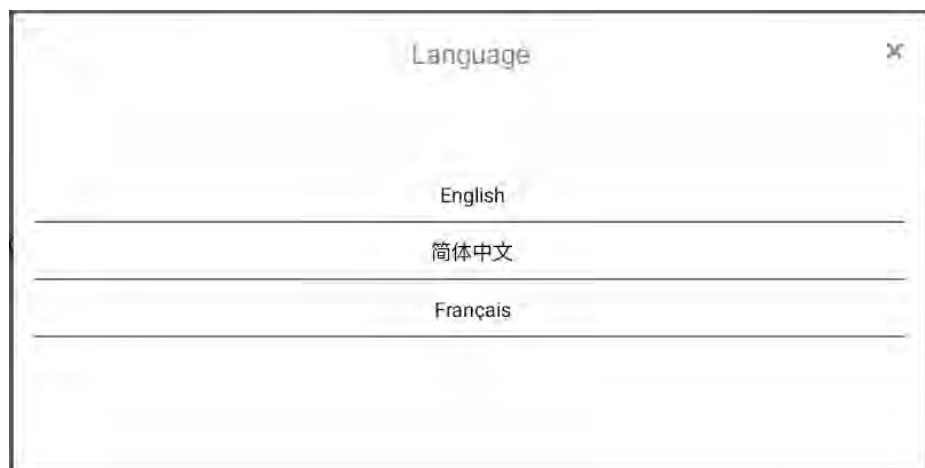 Language
English
简体中文
Français